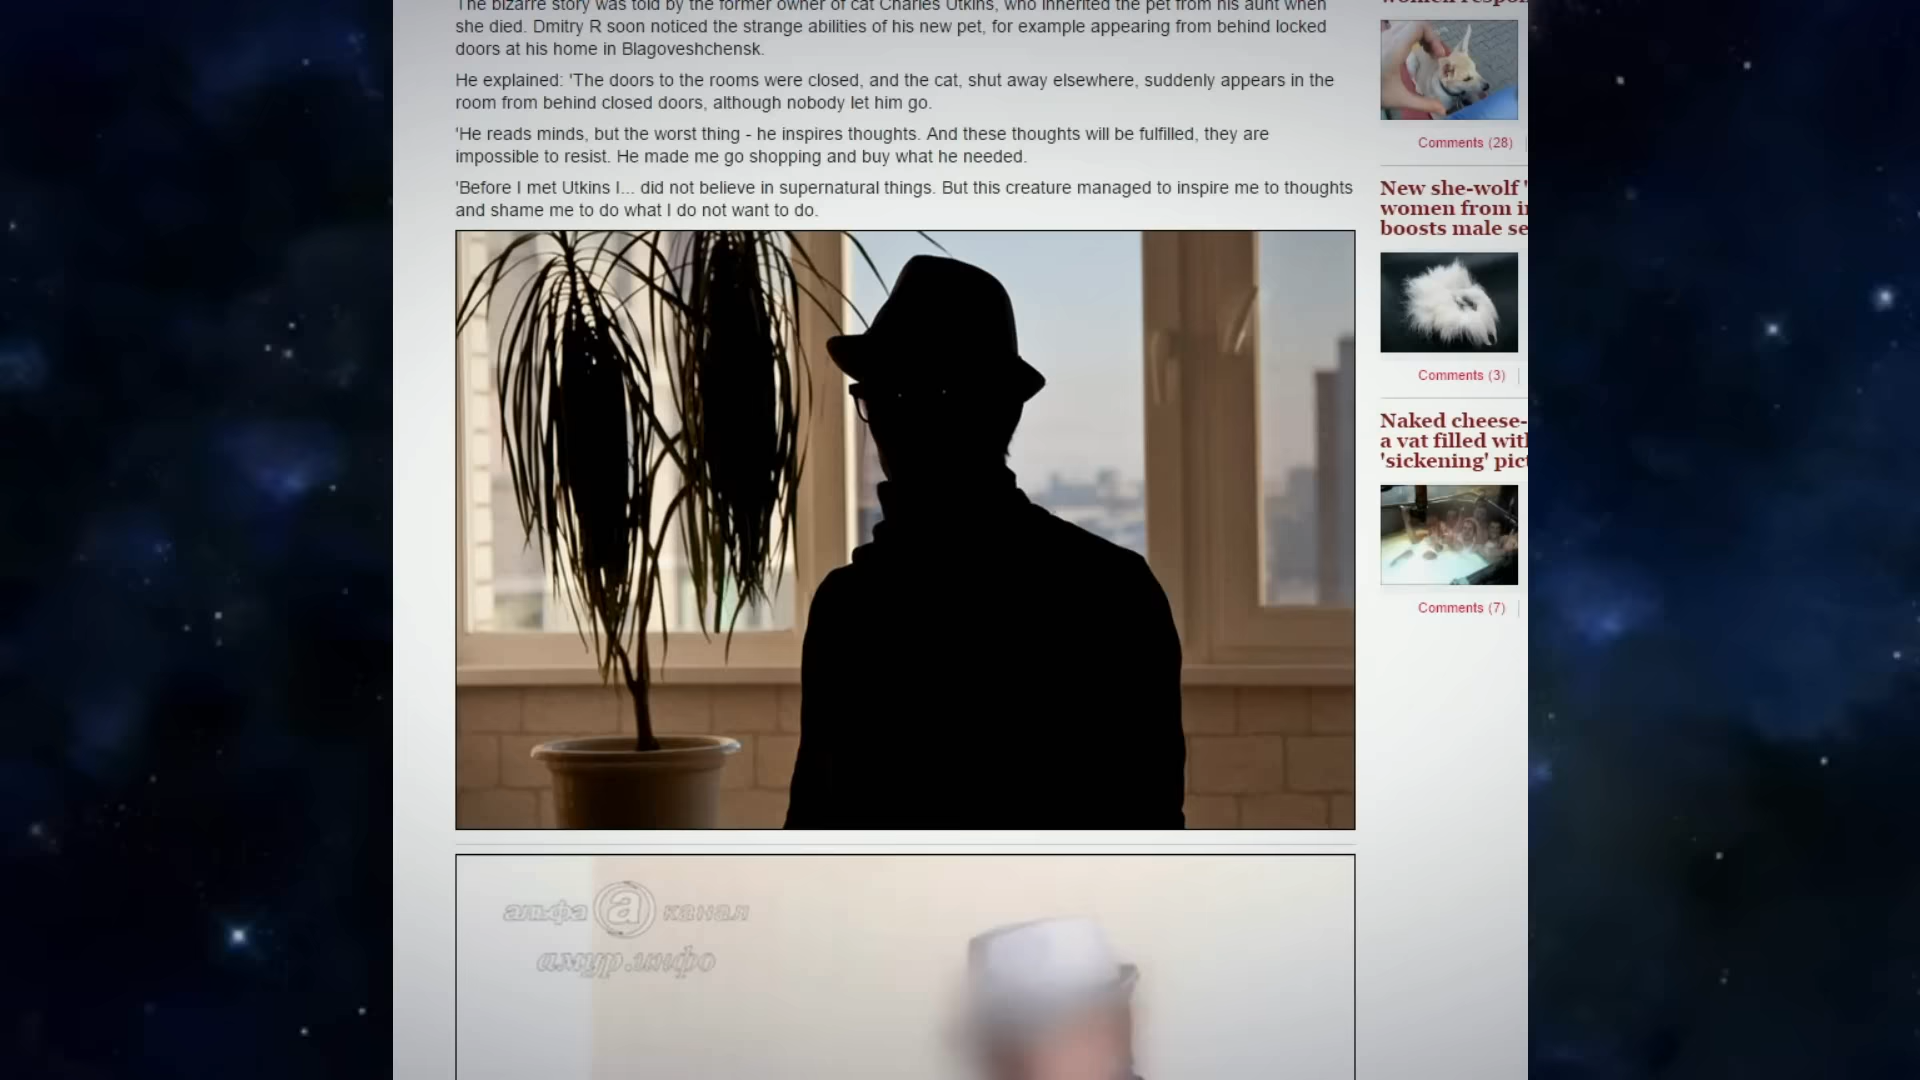 The bizarre story was told by the former owner of cat Charles Utkins, who inherited the pet from his aunt when
she died. Dmitry R soon noticed the strange abilities of his new pet, for example appearing from behind locked
doors at his home in Blagoveshchensk.
He explained: 'The doors to the rooms were closed, and the cat, shut away elsewhere, suddenly appears in the
room from behind closed doors, although nobody let him go.
'He reads minds, but the worst thing - he inspires thoughts. And these thoughts will be fulfilled, they are
impossible to resist. He made me go shopping and buy what he needed.
'Before I met Utkins I... did not believe in supernatural things. But this creature managed to inspire me to thoughts
and shame me to do what I do not want to do.
альфа @ канал
амур.инфо
women
Comments (28)
New she-wolf '
women from
boosts male
Comments (3)
Naked cheese-
a vat filled
'sickening'
Comments (7)